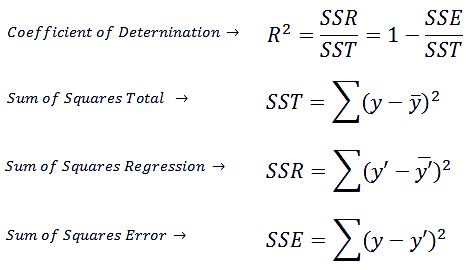 Coefficient of Deternination → R² = SSR/SST = 1 − SSE/SST
Sum of Squares Total → SST = ∑(y − ȳ)²
Sum of Squares Regression → SSR = ∑(y′ − y̅′̅)²
Sum of Squares Error → SSE = ∑(y − y′)²